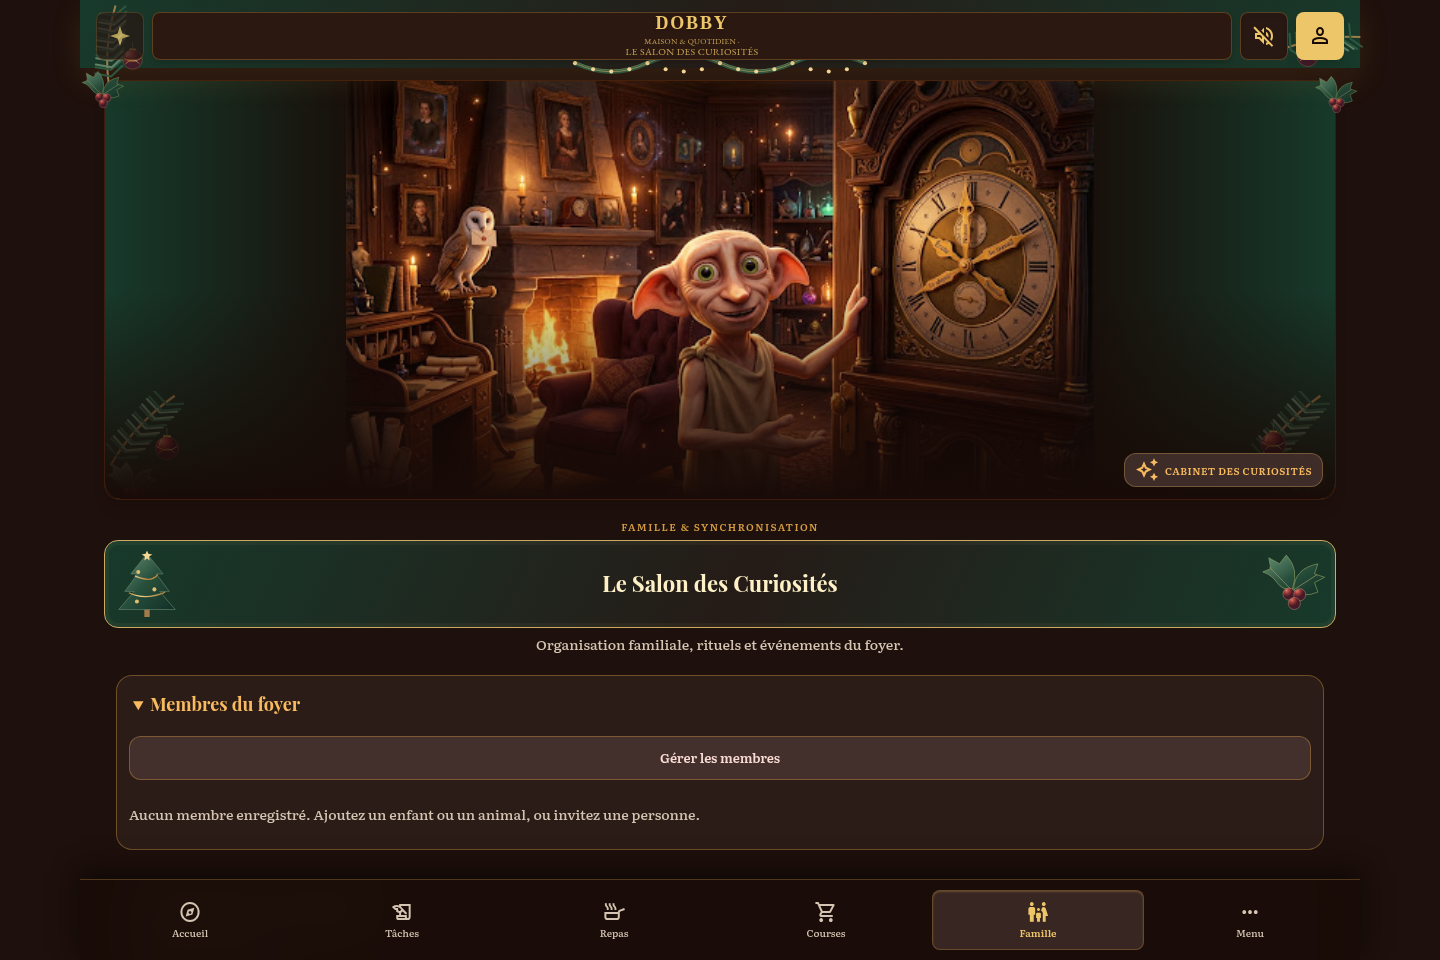 DOBBY
MAISON & QUOTIDIEN ·
LE SALON DES CURIOSITÉS
CABINET DES CURIOSITÉS
FAMILLE & SYNCHRONISATION
Le Salon des Curiosités
Organisation familiale, rituels et événements du foyer.
Membres du foyer
Gérer les membres
Aucun membre enregistré. Ajoutez un enfant ou un animal, ou invitez une personne.
Accueil
Tâches
Repas
Courses
Famille
Menu